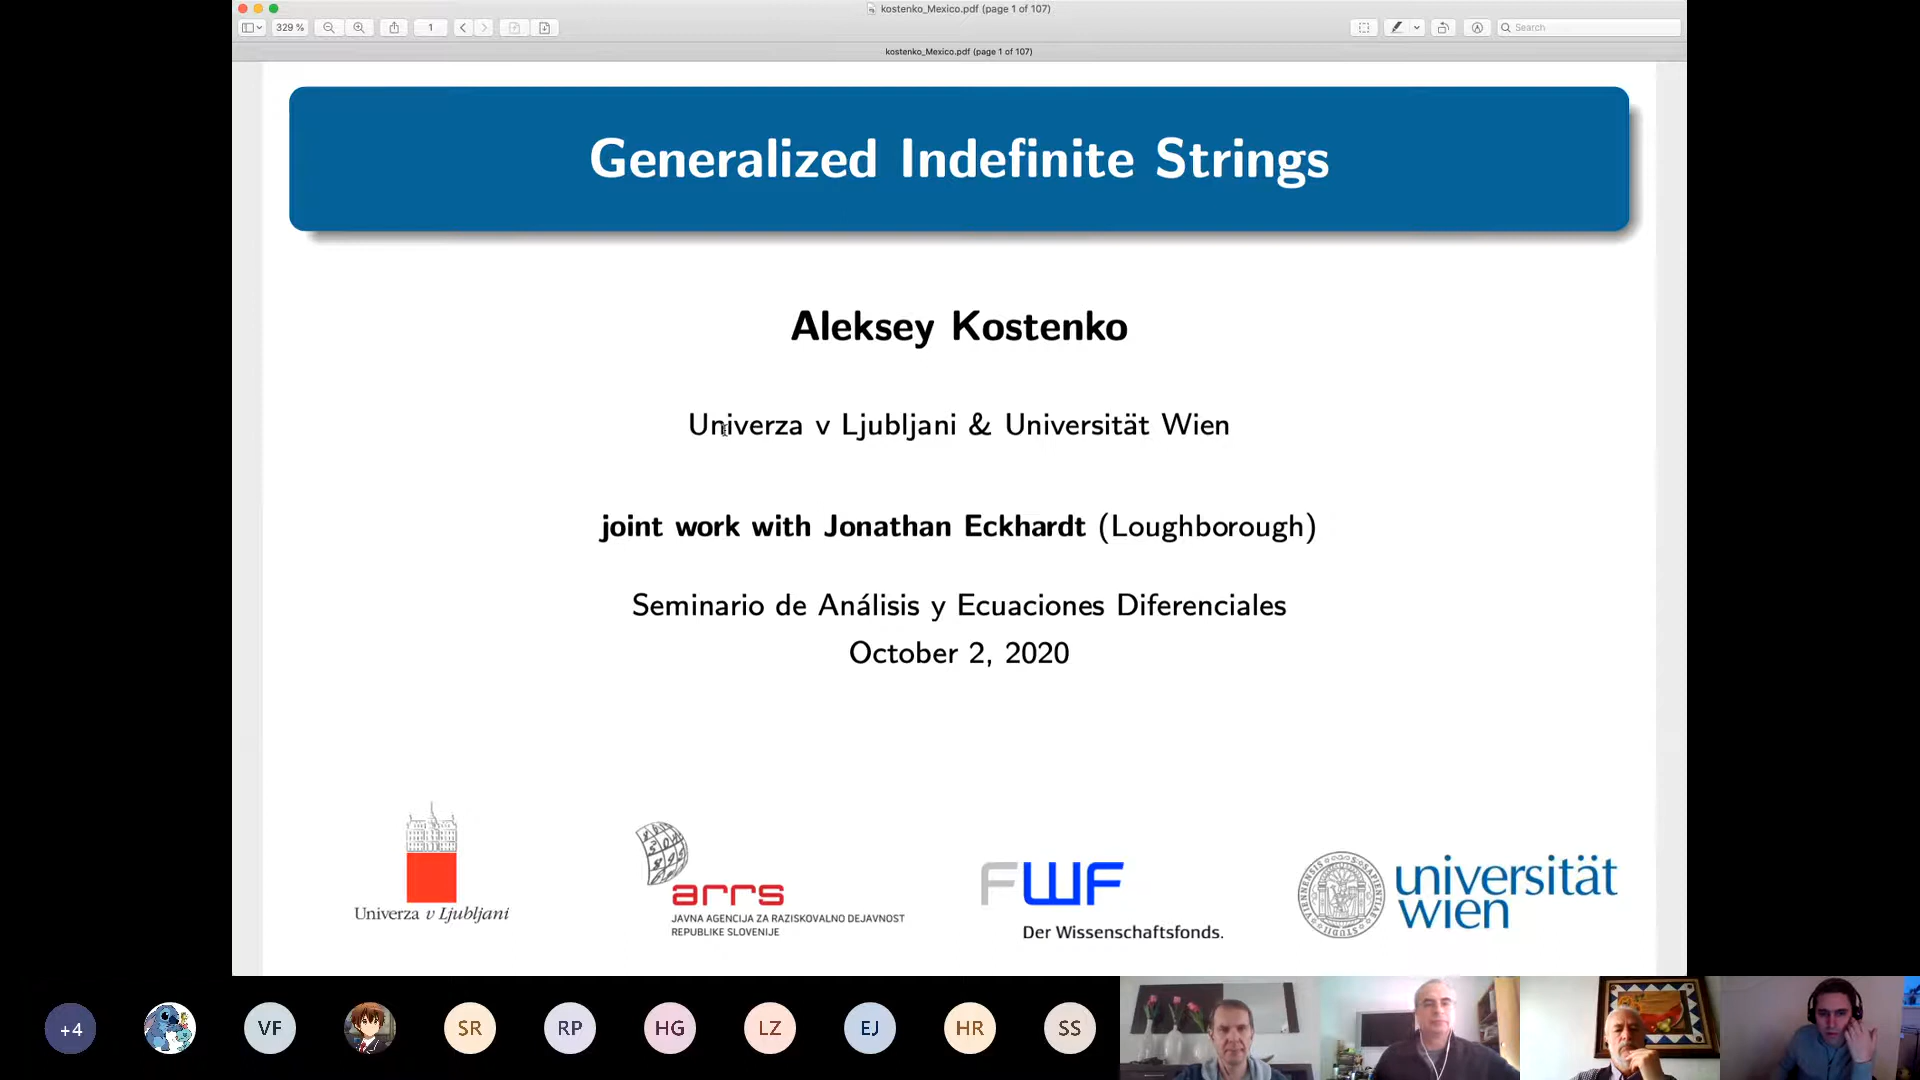 kostenko_Mexico.pdf (page 1 of 107)
329 %
1
Search
kostenko_Mexico.pdf (page 1 of 107)
Generalized Indefinite Strings
Aleksey Kostenko
Univerza v Ljubljani & Universität Wien
joint work with Jonathan Eckhardt (Loughborough)
Seminario de Análisis y Ecuaciones Diferenciales
October 2, 2020
Univerza v Ljubljani
arrs
JAVNA AGENCIJA ZA RAZISKOVALNO DEJAVNOST
REPUBLIKE SLOVENIJE
FWF
Der Wissenschaftsfonds.
universität
wien
+4
VF
SR
RP
HG
LZ
EJ
HR
SS